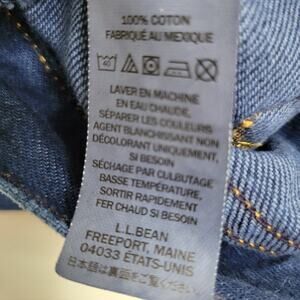 100% COTON
FABRIQUÉ AU MEXIQUE
LAVER EN MACHINE
EN EAU CHAUDE,
SÉPARER LES COULEURS
AGENT BLANCHISSANT NON
DÉCOLORANT UNIQUEMENT,
SI BESOIN
SÉCHAGE PAR CULBUTAGE
BASSE TEMPÉRATURE,
SORTIR RAPIDEMENT
FER CHAUD SI BESOIN
L.L.BEAN
FREEPORT, MAINE
04033 ÉTATS-UNIS
日本語は裏面をご覧ください